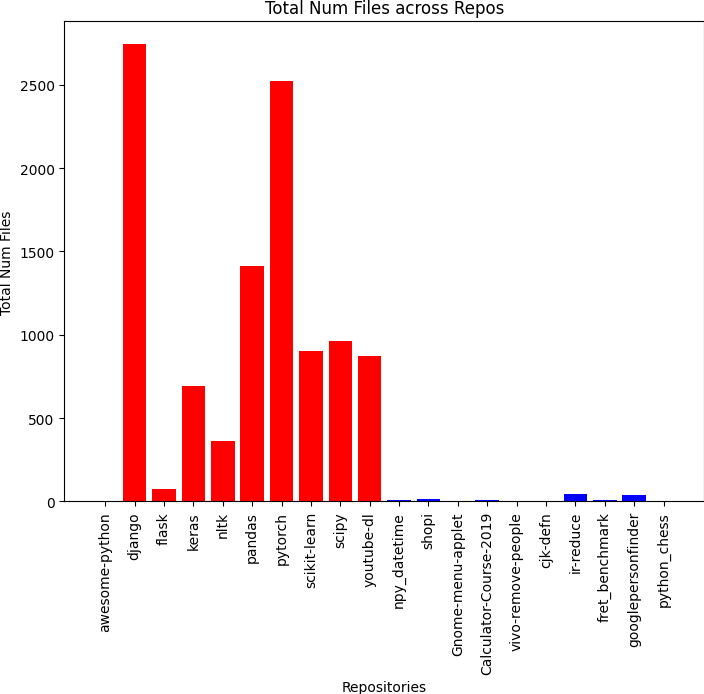 Total Num Files across Repos
Total Num Files
2500
2000
1500
1000
500
0
awesome-python
django
flask
keras
nltk
pandas
pytorch
scikit-learn
scipy
youtube-dl
npy_datetime
shopi
Gnome-menu-applet
Calculator-Course-2019
vivo-remove-people
cjk-defn
ir-reduce
fret_benchmark
googlepersonfinder
python_chess
Repositories